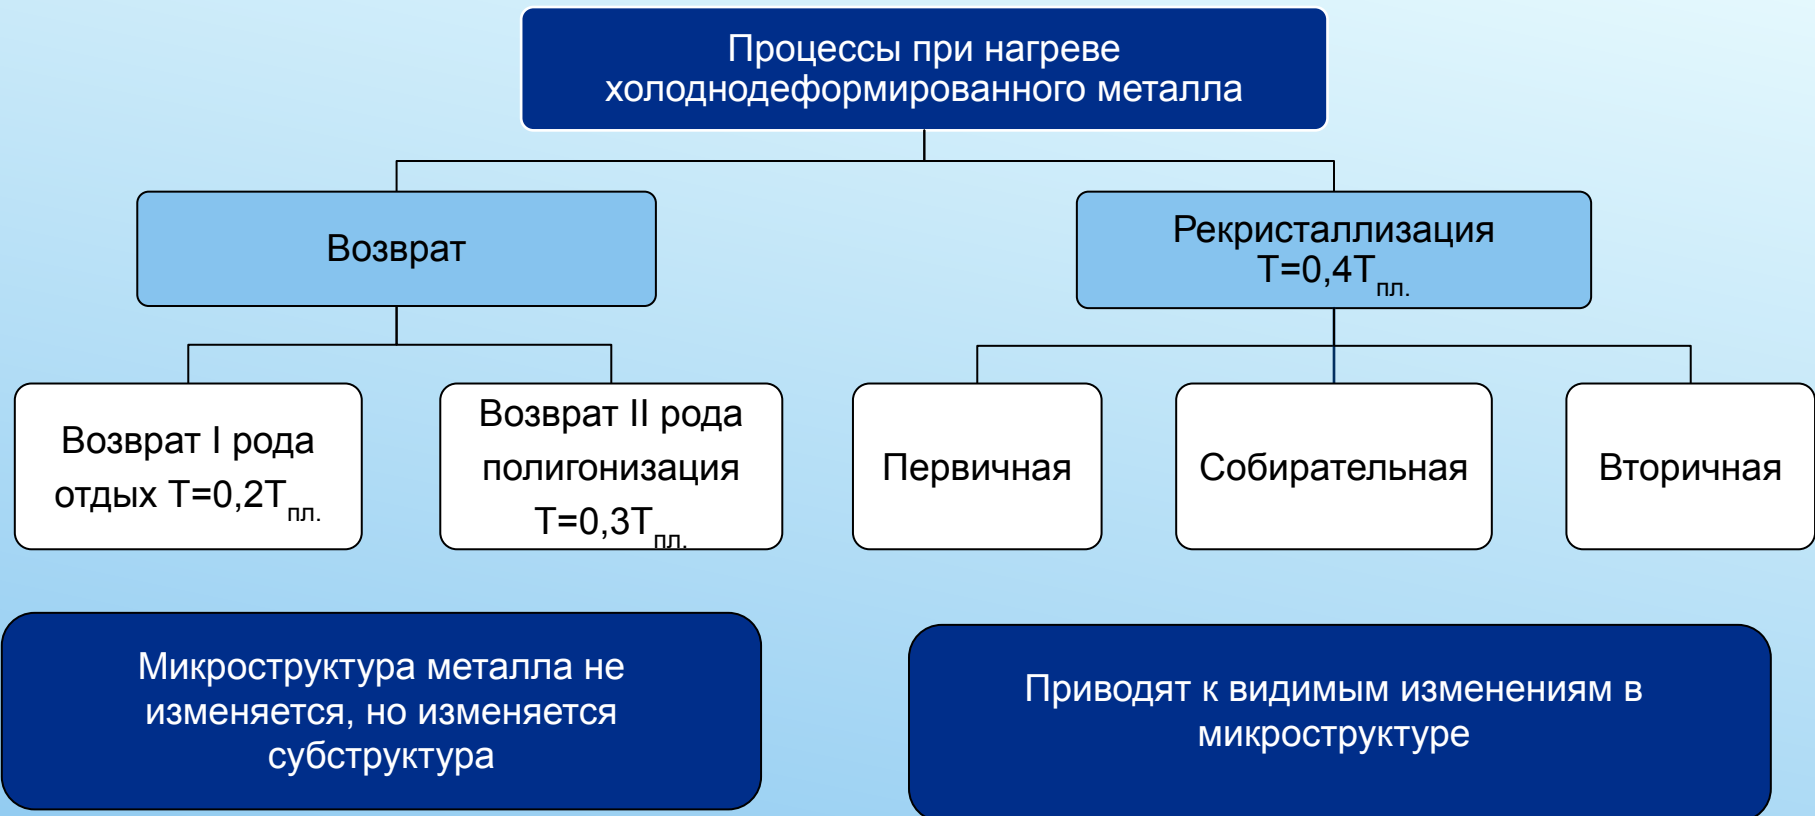 Процессы при нагреве
холоднодеформированного металла
Возврат
Рекристаллизация
Т=0,4Тпл.
Возврат I рода
отдых Т=0,2Тпл.
Возврат II рода
полигонизация
Т=0,3Тпл.
Первичная
Собирательная
Вторичная
Микроструктура металла не
изменяется, но изменяется
субструктура
Приводят к видимым изменениям в
микроструктуре